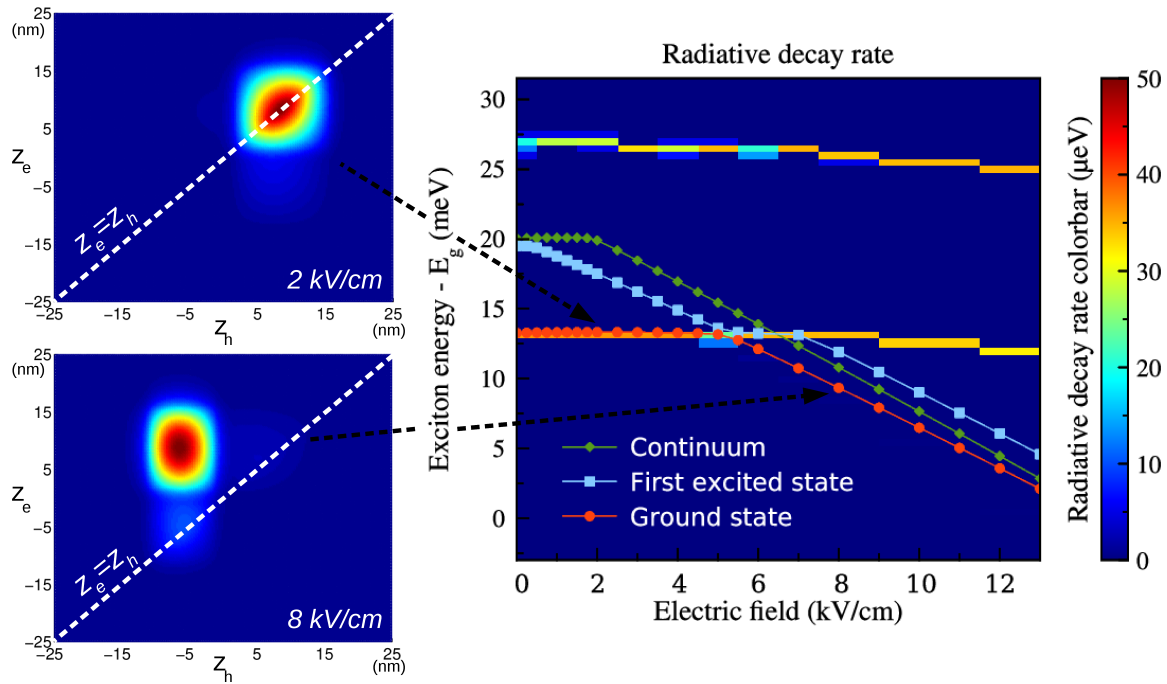 25
(nm)
15
5
Ze
−5
−15
−25
Ze=Zh
2 kV/cm
−25
−15
−5
5
15
25
Zh
(nm)
25
(nm)
15
5
Ze
−5
−15
−25
Ze=Zh
8 kV/cm
−25
−15
−5
5
15
25
Zh
(nm)
Radiative decay rate
Exciton energy - Eg (meV)
30
25
20
15
10
5
0
Continuum
First excited state
Ground state
0
2
4
6
8
10
12
Electric field (kV/cm)
50
40
30
20
10
0
Radiative decay rate colorbar (μeV)